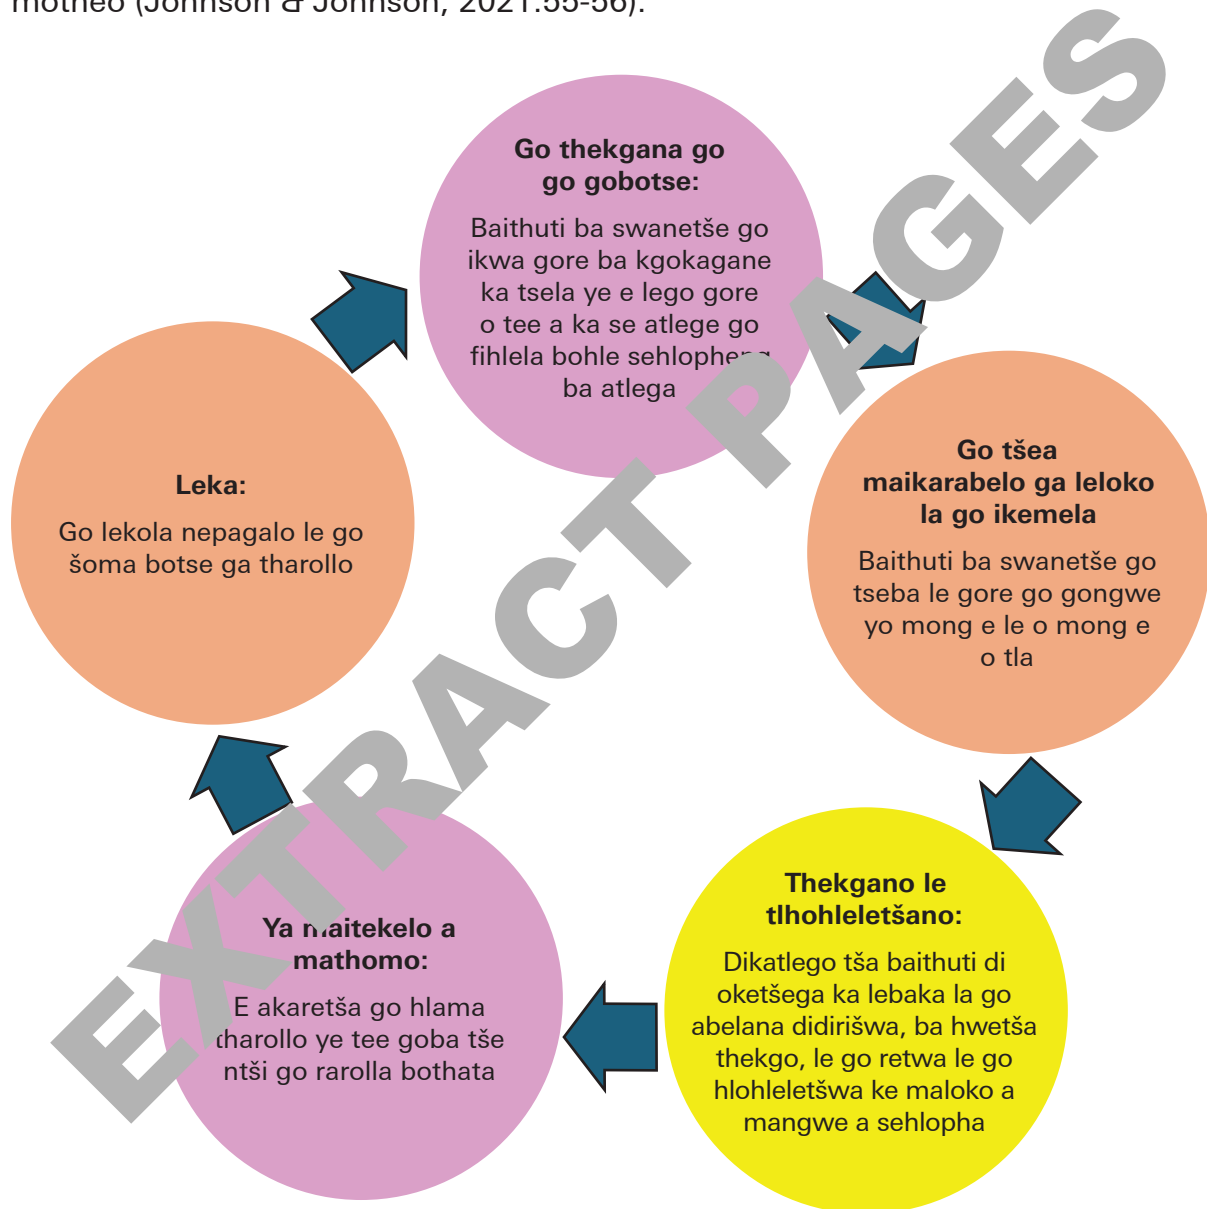 motheo (Johnson & Johnson, 2021:55-56).
Go thekgana go
go gobotse:
Baithuti ba swanetše go
ikwa gore ba kgokagane
ka tsela ye e lego gore
o tee a ka se atlege go
fihlela bohle sehlopheng
ba atlega
Go tšea
maikarabelo ga leloko
la go ikemela
Baithuti ba swanetše go
tseba le gore go gongwe
yo mong e le o mong e
o tla
Thekgano le
tlhohleletšano:
Dikatlego tša baithuti di
oketšega ka lebaka la go
abelana didirišwa, ba hwetša
thekgo, le go retwa le go
hlohleletšwa ke maloko a
mangwe a sehlopha
Ya maitekelo a
mathomo:
E akaretša go hlama
tharollo ye tee goba tše
ntši go rarolla bothata
Leka:
Go lekola nepagalo le go
šoma botse ga tharollo
EXTRACT PAGES